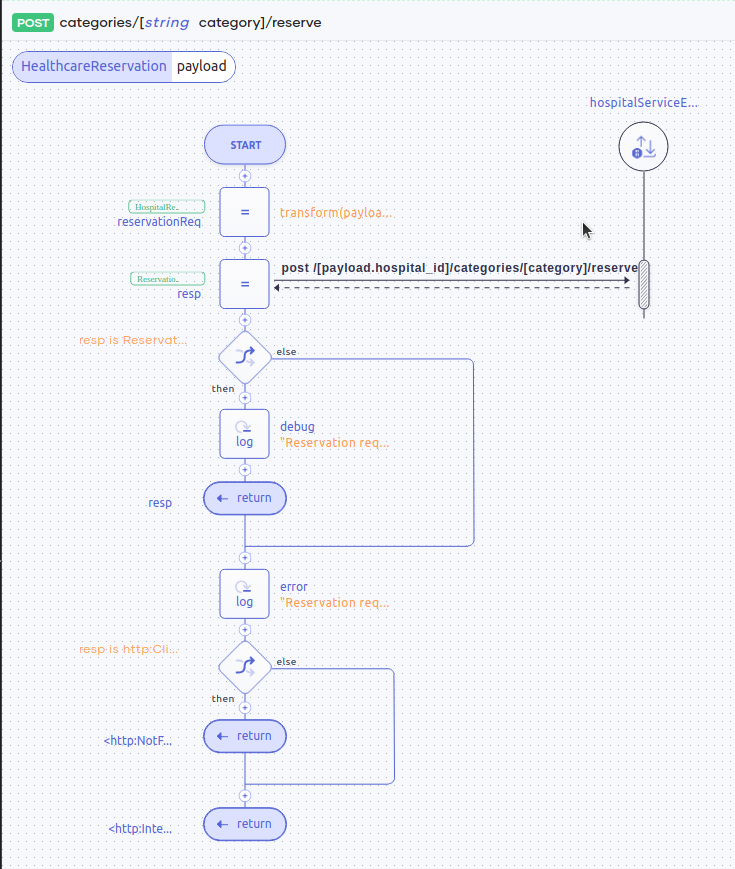 POST categories/[string category]/reserve
HealthcareReservation payload
hospitalServiceE...
START
HospitalRe..
reservationReq
=
transform(payloa...
post /[payload.hospital_id]/categories/[category]/reserve
Reservatio..
resp
=
resp is Reservat...
else
then
log
debug
"Reservation req...
resp
return
log
error
"Reservation req...
resp is http:Cli...
else
then
<http:NotF...
return
<http:Inte...
return